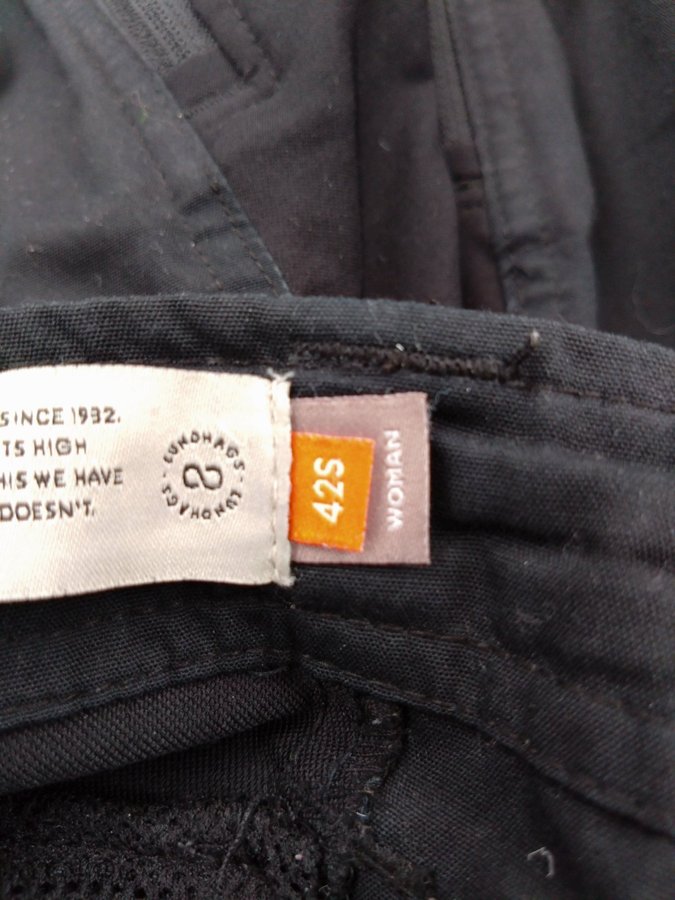 SINCE 1932.
TS HIGH
HIS WE HAVE
DOESN'T.
LUNDHAGS · LUNDHAGS ·
42S
WOMAN